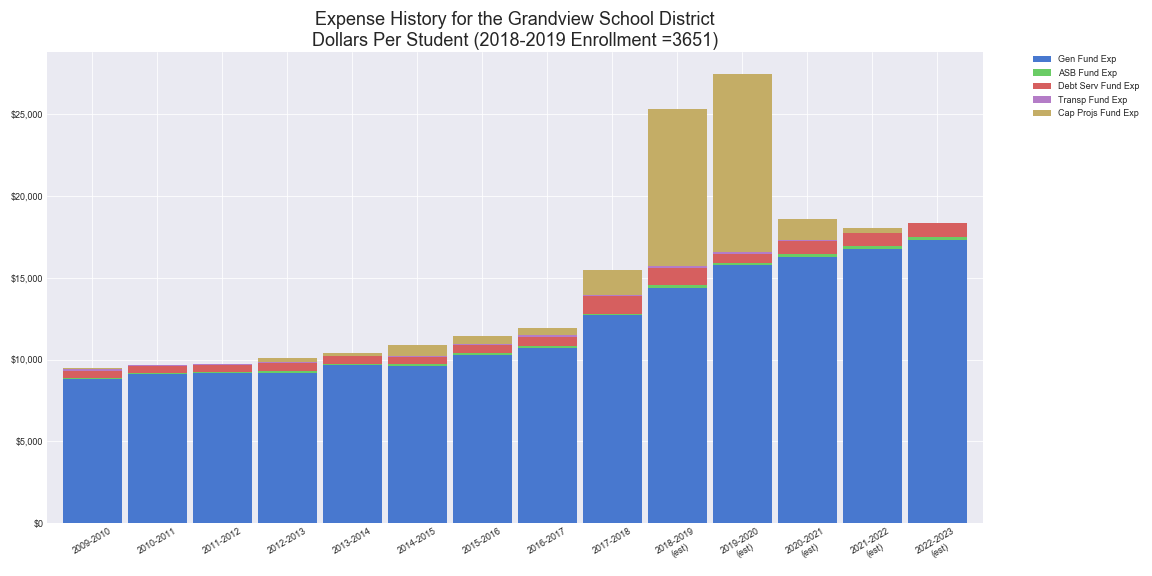 Expense History for the Grandview School District
Dollars Per Student (2018-2019 Enrollment =3651)
Gen Fund Exp
ASB Fund Exp
Debt Serv Fund Exp
Transp Fund Exp
Cap Projs Fund Exp
$25,000
$20,000
$15,000
$10,000
$5,000
$0
2009-2010
2010-2011
2011-2012
2012-2013
2013-2014
2014-2015
2015-2016
2016-2017
2017-2018
2018-2019
(est)
2019-2020
(est)
2020-2021
(est)
2021-2022
(est)
2022-2023
(est)